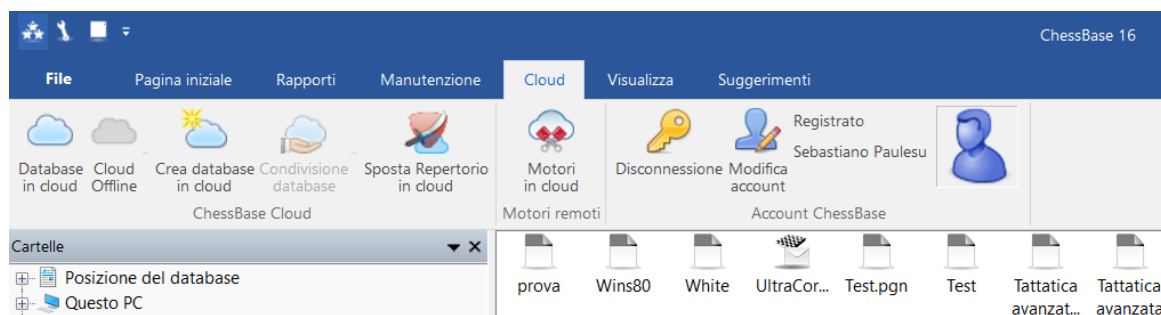 ChessBase 16
File Pagina iniziale Rapporti Manutenzione Cloud Visualizza Suggerimenti
Database in cloud
Cloud Offline
Crea database in cloud
Condivisione database
Sposta Repertorio in cloud
Motori in cloud
Disconnessione
Modifica account
Registrato
Sebastiano Paulesu
ChessBase Cloud Motori remoti Account ChessBase
Cartelle
Posizione del database
Questo PC
prova Wins80 White UltraCor... Test.pgn Test Tattatica avanzat... Tattatica avanzata